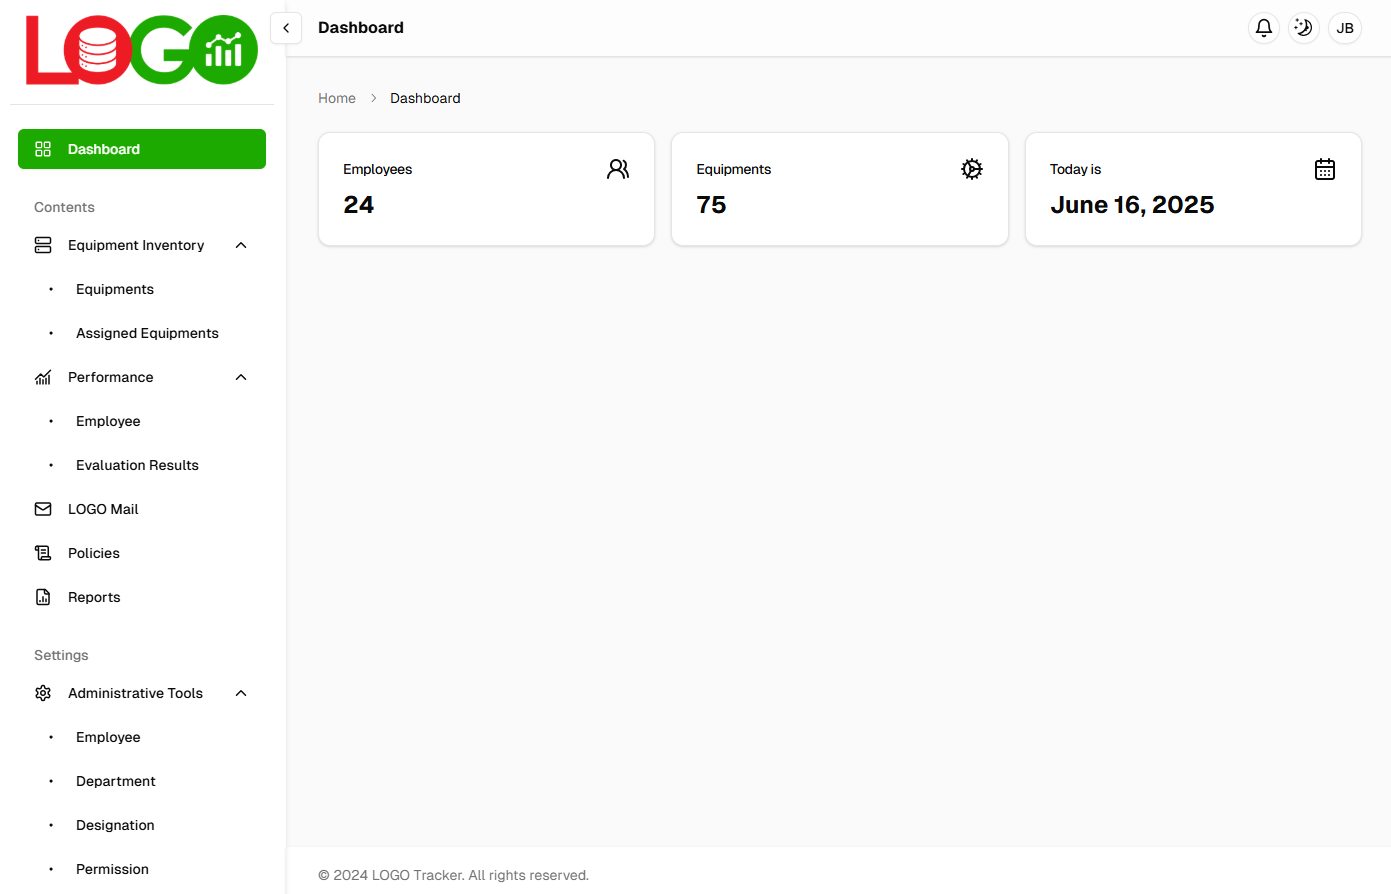 LOGO
Dashboard
Contents
Equipment Inventory
Equipments
Assigned Equipments
Performance
Employee
Evaluation Results
LOGO Mail
Policies
Reports
Settings
Administrative Tools
Employee
Department
Designation
Permission
Dashboard
JB
Home > Dashboard
Employees
24
Equipments
75
Today is
June 16, 2025
© 2024 LOGO Tracker. All rights reserved.